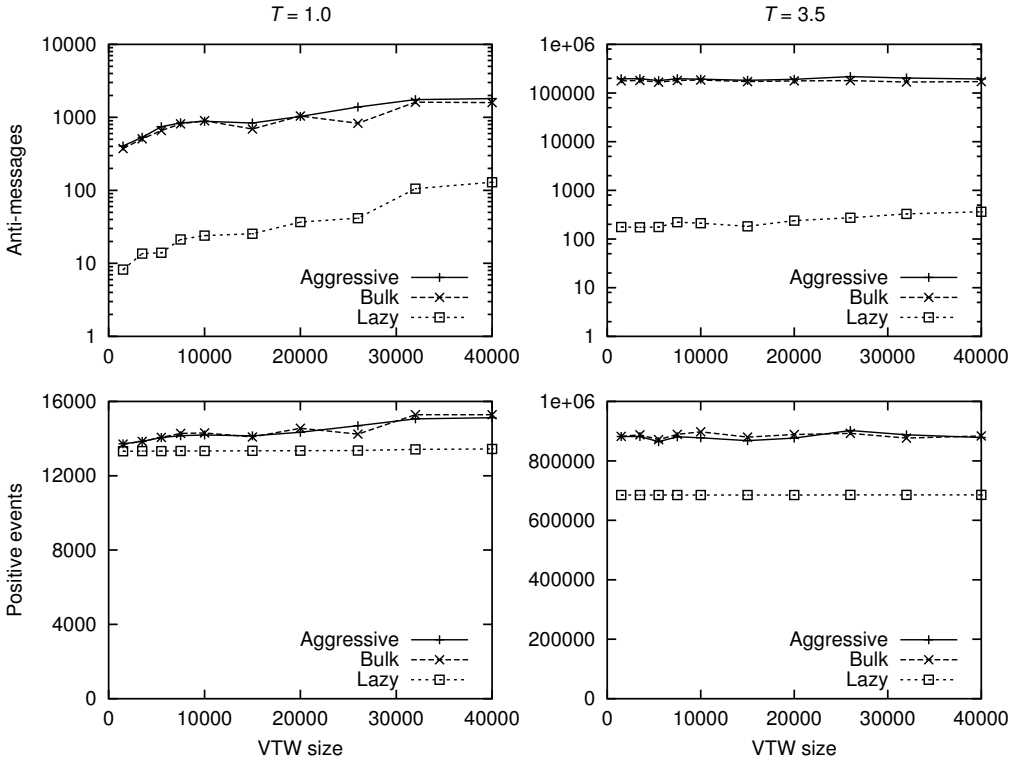 T = 1.0
T = 3.5
Anti-messages
10000
1000
100
10
1
Aggressive
Bulk
Lazy
0 10000 20000 30000 40000
1e+06
100000
10000
1000
100
10
1
Aggressive
Bulk
Lazy
0 10000 20000 30000 40000
Positive events
16000
12000
8000
4000
0
Aggressive
Bulk
Lazy
0 10000 20000 30000 40000
VTW size
1e+06
800000
600000
400000
200000
0
Aggressive
Bulk
Lazy
0 10000 20000 30000 40000
VTW size